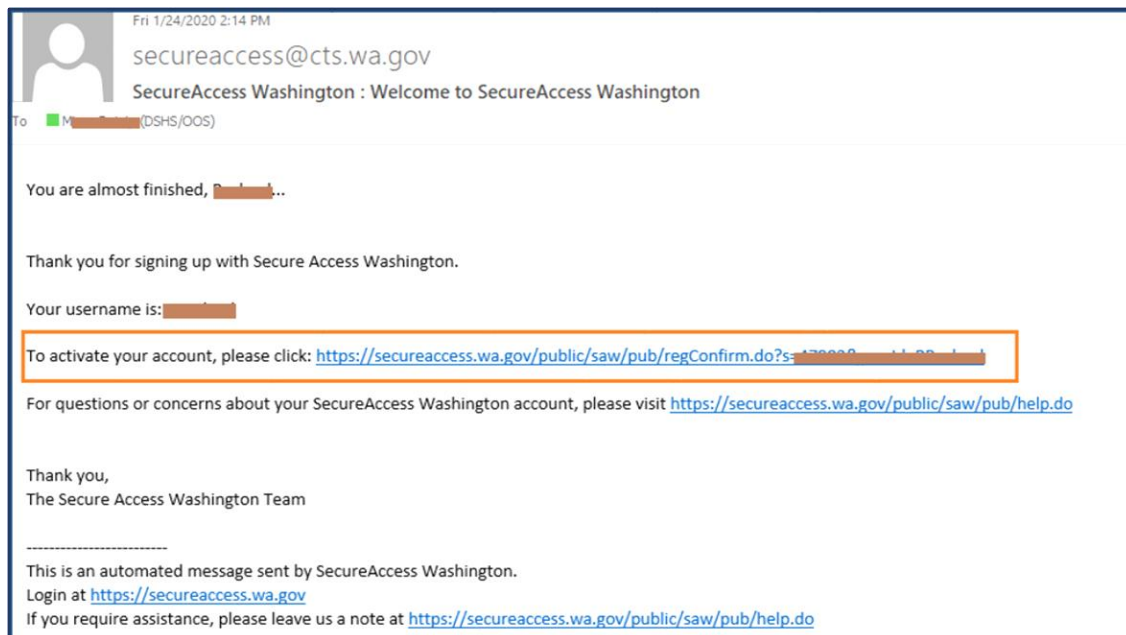 Fri 1/24/2020 2:14 PM
secureaccess@cts.wa.gov
SecureAccess Washington : Welcome to SecureAccess Washington
To (DSHS/OOS)
You are almost finished, ...
Thank you for signing up with Secure Access Washington.
Your username is:
To activate your account, please click: https://secureaccess.wa.gov/public/saw/pub/regConfirm.do?s=
For questions or concerns about your SecureAccess Washington account, please visit https://secureaccess.wa.gov/public/saw/pub/help.do
Thank you,
The Secure Access Washington Team
-------------------------
This is an automated message sent by SecureAccess Washington.
Login at https://secureaccess.wa.gov
If you require assistance, please leave us a note at https://secureaccess.wa.gov/public/saw/pub/help.do